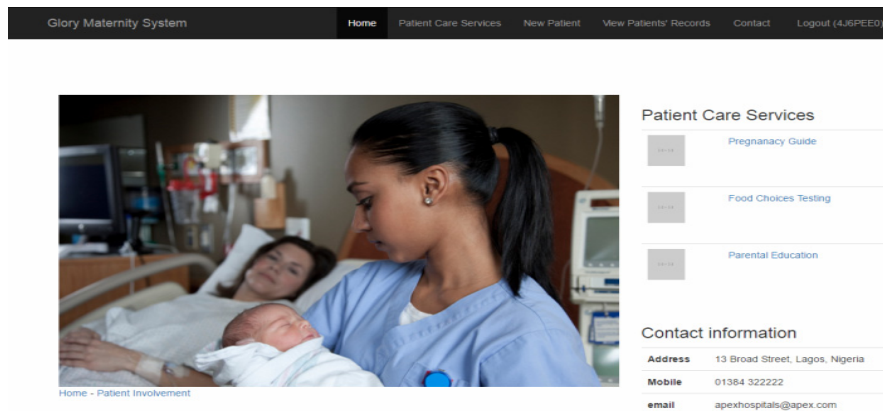 Glory Maternity System Home Patient Care Services New Patient View Patients' Records Contact Logout (4J6PEE0)
Patient Care Services
Pregnanacy Guide
Food Choices Testing
Parental Education
Contact information
Address 13 Broad Street, Lagos, Nigeria
Mobile 01384 322222
email apexhospitals@apex.com
Home - Patient Involvement